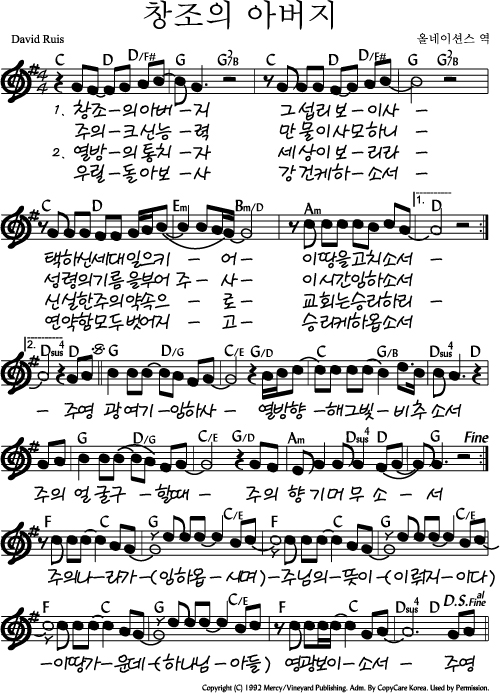 창조의 아버지
David Ruis
올네이션스 역
C D D/F# G G²/B C D G G²/B
1. 창조-의아버-지 그섭리보-이사-
주의-크신능-력 만물이사모하니-
2. 열방-의통치-자 세상이보-리라-
우릴-돌아보-사 강건케하-소서-
C D Em Bm/D Am 1. D
택하신세대일으키-어- 이땅을고치소서-
성령의기름을부어 주-사- 이시간임하소서-
신실한주의약속으-로- 교회는승리하리-
연약함모두벗어지-고- 승리케하옵소서
2. Dsus4 D G D/G C/E G/D C G/B Dsus4 D
-주영 광여기-임하사-열방향-해그빛-비추소서
G D/G C/E G/D Am Dsus4 G Fine
주의 얼굴구-할때-주의 향기머무소-서
F C G C/E F C G C/E
주의나-라가-(임하옵-시며)-주님의-뜻이-(이뤄지-이다)
F C G C/E F C Dsus4 D D.S. al Fine
-이땅가-운데-(하나님-아들)-영광보이-소서-주영
Copyright (C) 1992 Mercy/Vineyard Publishing. Adm. By CopyCare Korea. Used by Permission.